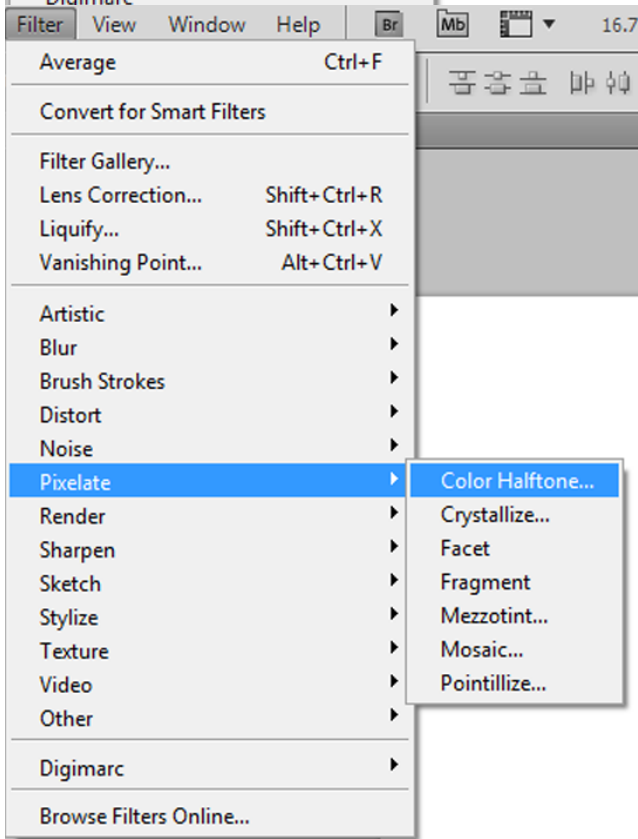 Digimarc
Filter View Window Help Br Mb 16.7
Average Ctrl+F
Convert for Smart Filters
Filter Gallery...
Lens Correction... Shift+Ctrl+R
Liquify... Shift+Ctrl+X
Vanishing Point... Alt+Ctrl+V
Artistic
Blur
Brush Strokes
Distort
Noise
Pixelate Color Halftone...
Render Crystallize...
Sharpen Facet
Sketch Fragment
Stylize Mezzotint...
Texture Mosaic...
Video Pointillize...
Other
Digimarc
Browse Filters Online...